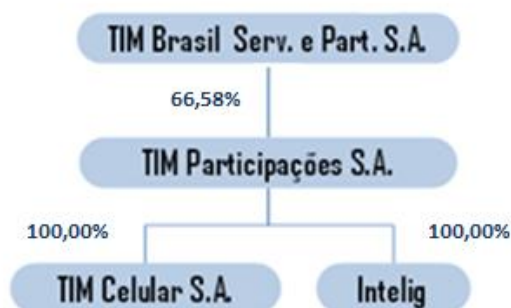 TIM Brasil Serv. e Part. S.A.
66,58%
TIM Participações S.A.
100,00%
100,00%
TIM Celular S.A.
Intelig